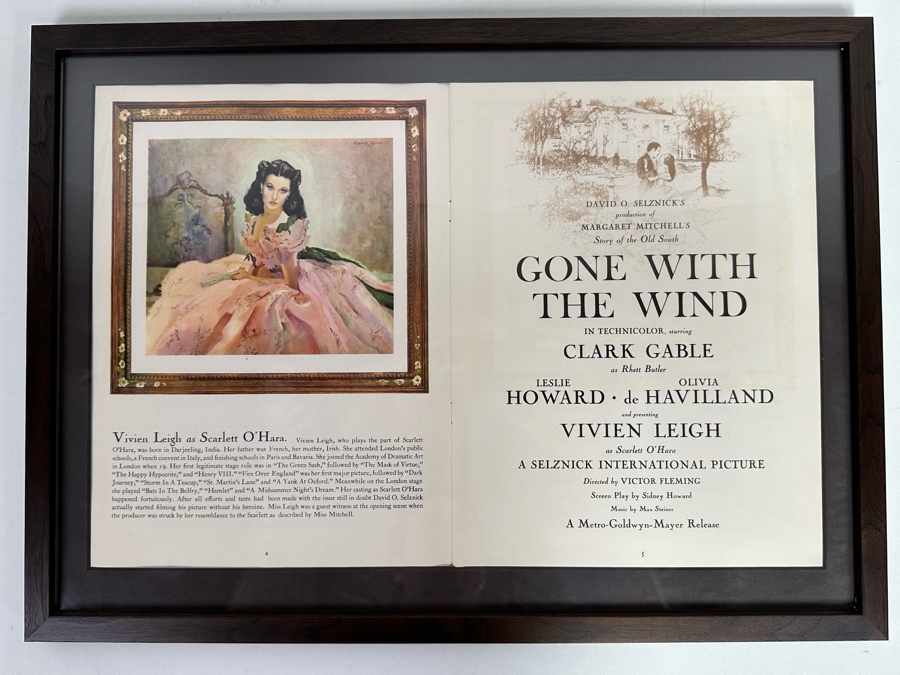 Vivien Leigh as Scarlett O'Hara. Vivien Leigh, who plays the part of Scarlett
O'Hara, was born in Darjeeling, India. Her father was French, her mother, Irish. She attended London's public
schools, a French convent in Italy, and finishing schools in Paris and Bavaria. She joined the Academy of Dramatic Art
in London when 19. Her first legitimate stage role was in "The Green Sash," followed by "The Mask of Virtue,"
"The Happy Hypocrite," and "Henry VIII." "Fire Over England" was her first major picture, followed by "Dark
Journey," "Storm In A Teacup," "St. Martin's Lane" and "A Yank At Oxford." Meanwhile on the London stage
she played "Bats In The Belfry," "Hamlet" and "A Midsummer Night's Dream." Her casting as Scarlett O'Hara
happened fortuitously. After all efforts and tests had been made with the issue still in doubt David O. Selznick
actually started filming his picture without his heroine. Miss Leigh was a guest witness at the opening scene when
the producer was struck by her resemblance to the Scarlett as described by Miss Mitchell.
4
DAVID O. SELZNICK'S
production of
MARGARET MITCHELL'S
Story of the Old South
GONE WITH
THE WIND
IN TECHNICOLOR, starring
CLARK GABLE
as Rhett Butler
LESLIE OLIVIA
HOWARD · de HAVILLAND
and presenting
VIVIEN LEIGH
as Scarlett O'Hara
A SELZNICK INTERNATIONAL PICTURE
Directed by VICTOR FLEMING
Screen Play by Sidney Howard
Music by Max Steiner
A Metro-Goldwyn-Mayer Release
5